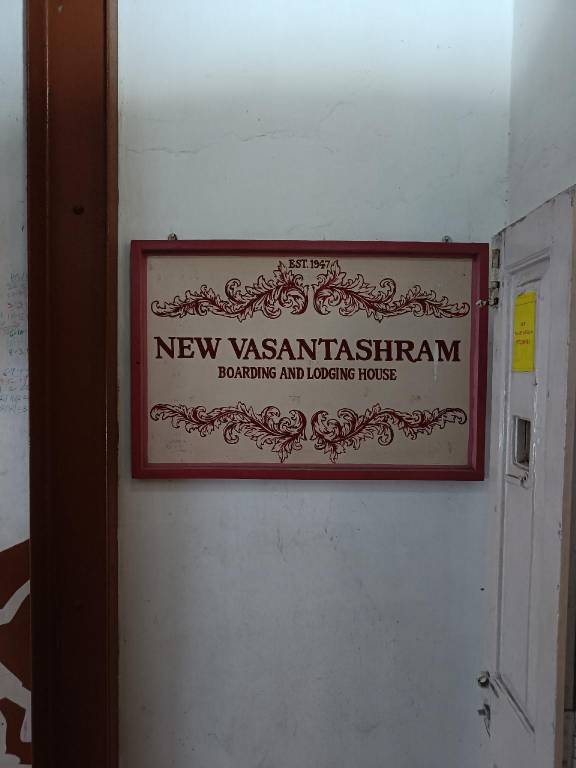 EST. 1947
NEW VASANTASHRAM
BOARDING AND LODGING HOUSE